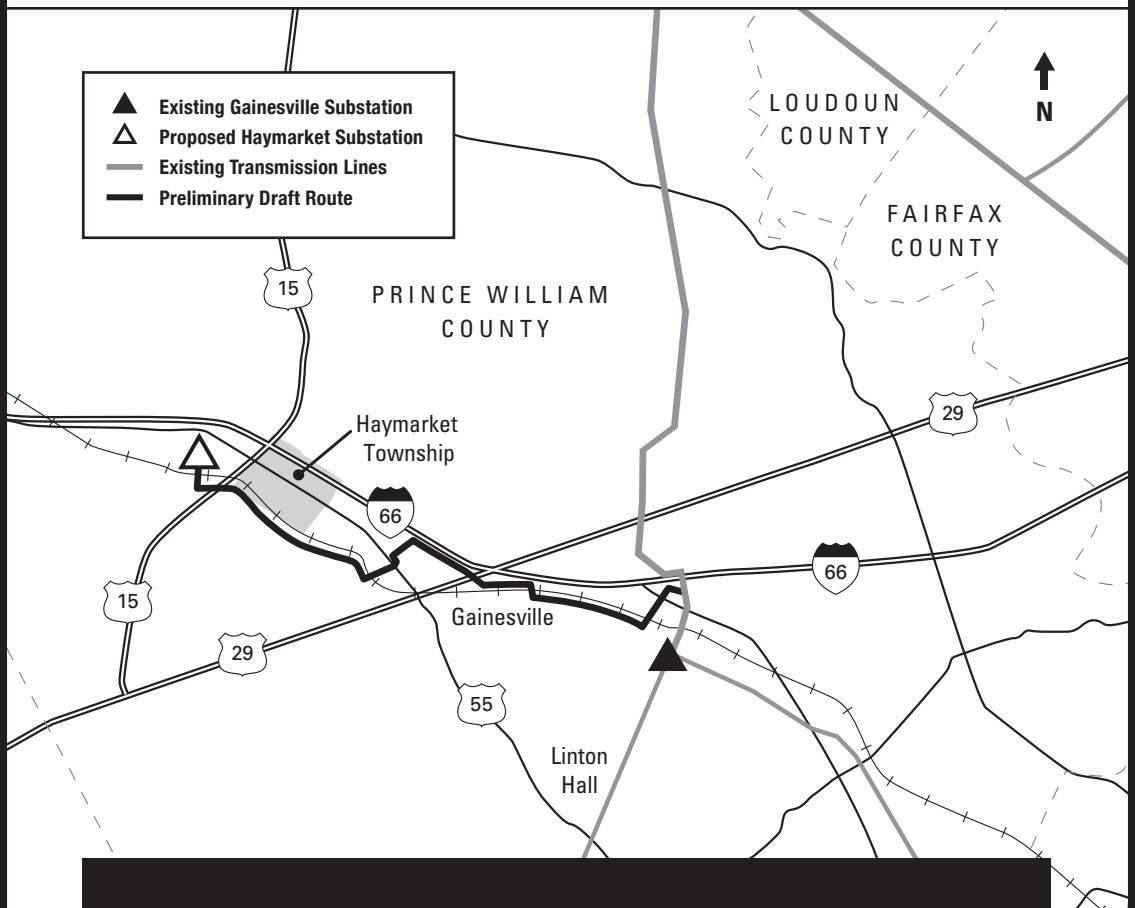 Existing Gainesville Substation
Proposed Haymarket Substation
Existing Transmission Lines
Preliminary Draft Route
LOUDOUN
COUNTY
N
FAIRFAX
COUNTY
15
PRINCE WILLIAM
COUNTY
29
Haymarket
Township
66
66
15
Gainesville
29
55
Linton
Hall